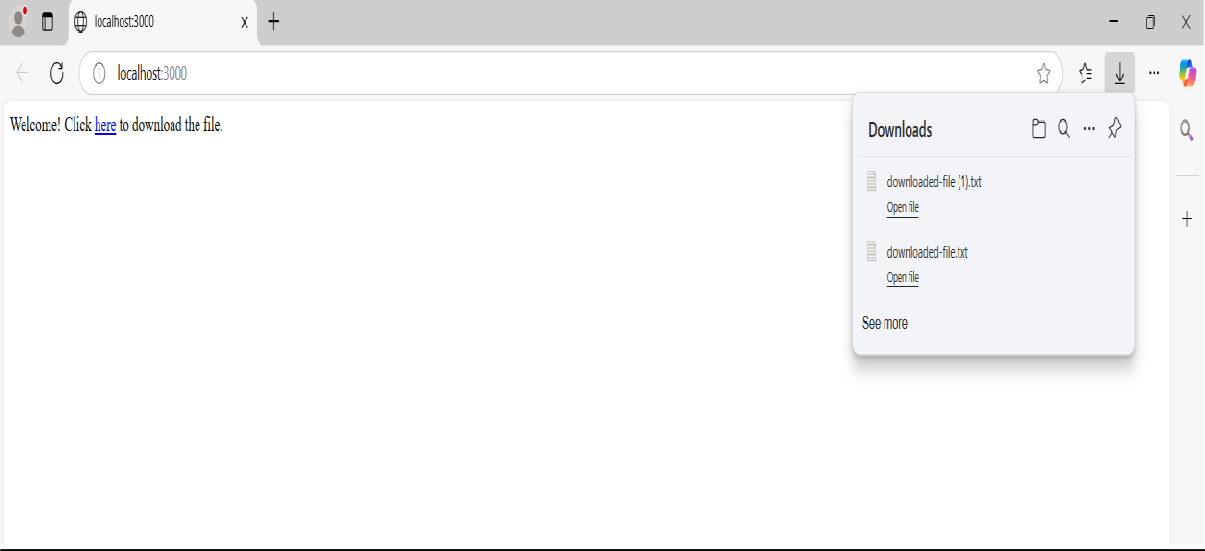 localhost:3000
localhost:3000
Welcome! Click here to download the file.
Downloads
downloaded-file (1).txt
Open file
downloaded-file.txt
Open file
See more